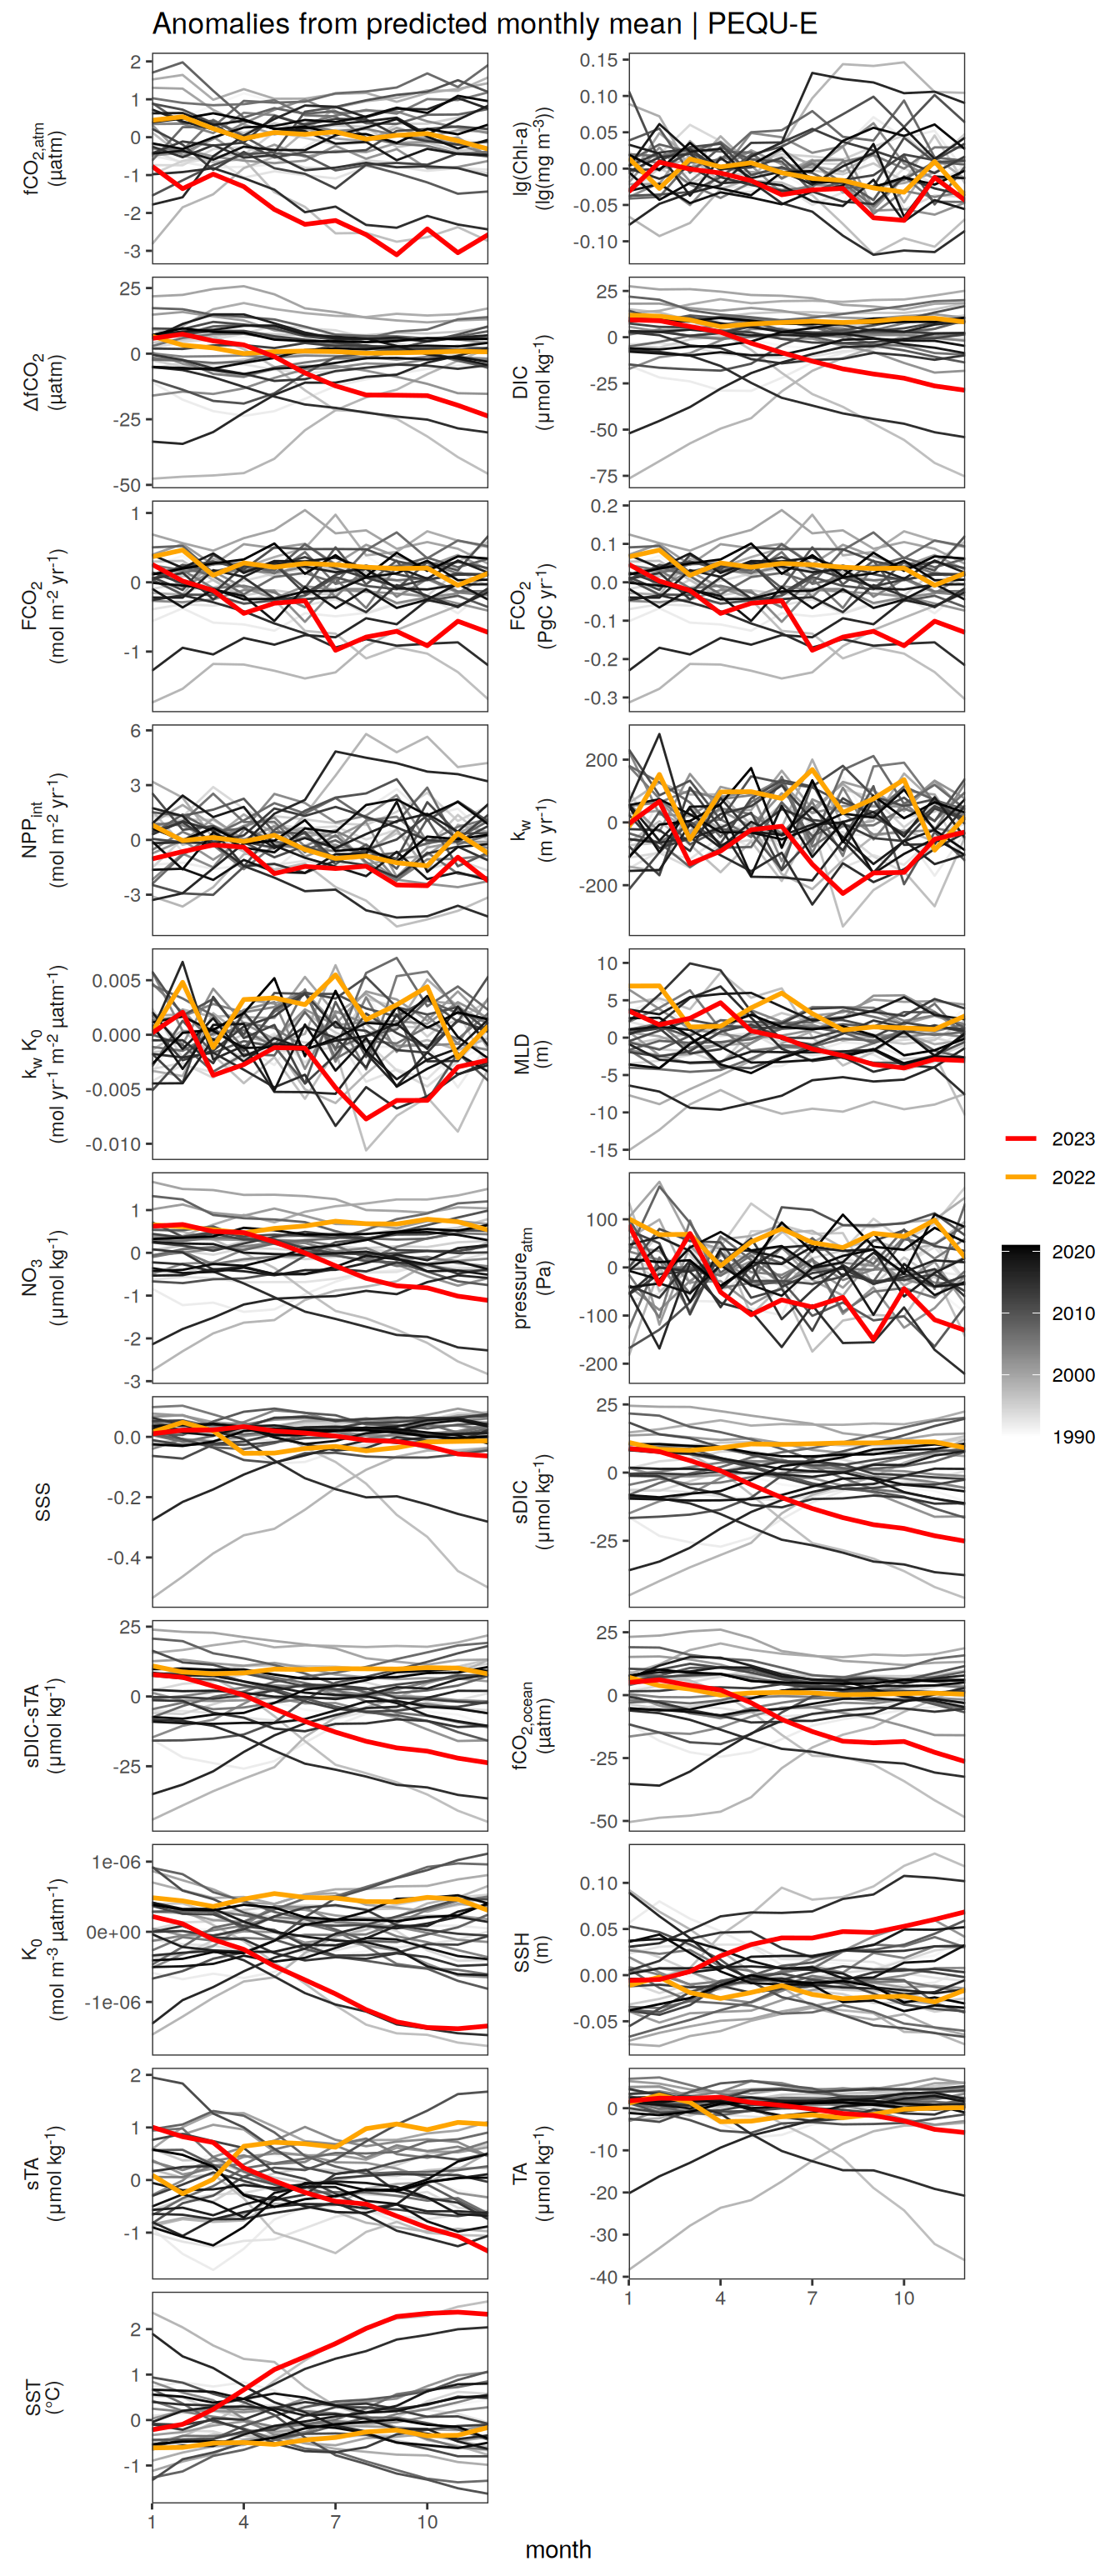 Anomalies from predicted monthly mean | PEQU-E
fCO2,atm
(µatm)
2
1
0
-1
-2
-3
lg(Chl-a)
(lg(mg m-3))
0.15
0.10
0.05
0.00
-0.05
-0.10
ΔfCO2
(µatm)
25
0
-25
-50
DIC
(µmol kg-1)
25
0
-25
-50
-75
FCO2
(mol m-2 yr-1)
1
0
-1
FCO2
(PgC yr-1)
0.2
0.1
0.0
-0.1
-0.2
-0.3
NPPint
(mol m-2 yr-1)
6
3
0
-3
kw
(m yr-1)
200
0
-200
kw K0
(mol yr-1 m-2 µatm-1)
0.005
0.000
-0.005
-0.010
MLD
(m)
10
5
0
-5
-10
-15
NO3
(µmol kg-1)
1
0
-1
-2
-3
pressureatm
(Pa)
100
0
-100
-200
SSS
0.0
-0.2
-0.4
sDIC
(µmol kg-1)
25
0
-25
sDIC-sTA
(µmol kg-1)
25
0
-25
fCO2,ocean
(µatm)
25
0
-25
-50
K0
(mol m-3 µatm-1)
1e-06
0e+00
-1e-06
SSH
(m)
0.10
0.05
0.00
-0.05
sTA
(µmol kg-1)
2
1
0
-1
TA
(µmol kg-1)
0
-10
-20
-30
-40
1 4 7 10
SST
(°C)
2
1
0
-1
1 4 7 10
month
2023
2022
2020
2010
2000
1990